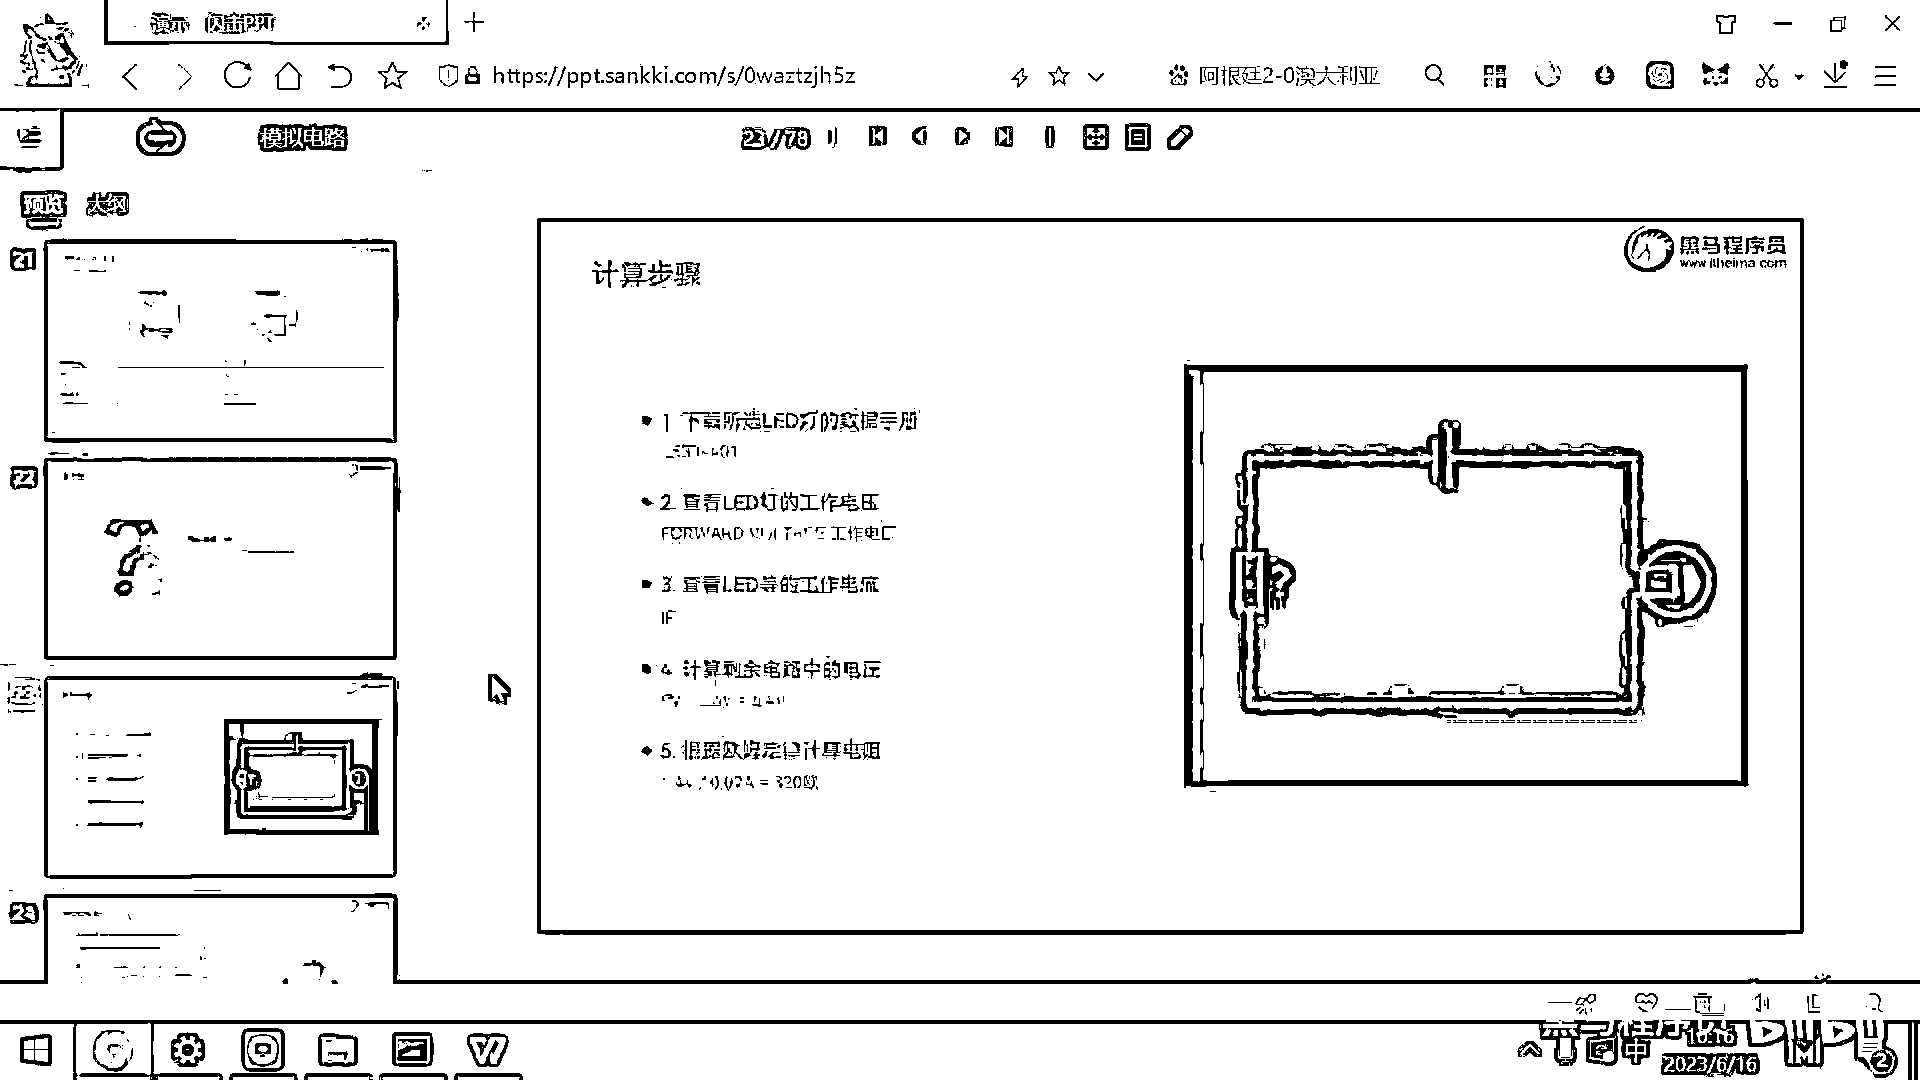 演示 闪击PPT
https://ppt.sankki.com/s/0waztzjh5z
阿根廷2-0澳大利亚
模拟电路
23//78
预览 大纲
21
22
24
计算步骤
黑马程序员
www.itheima.com
1 下载所选LED灯的数据手册
2. 查看LED灯的工作电压
FORWARD VOLTAGE 工作电压
3. 查看LED等的工作电流
IF
4. 计算剩余电路中的电压
5. 根据欧姆定律计算电阻
0.02A = 320欧
中
16:16
2023/6/16
2